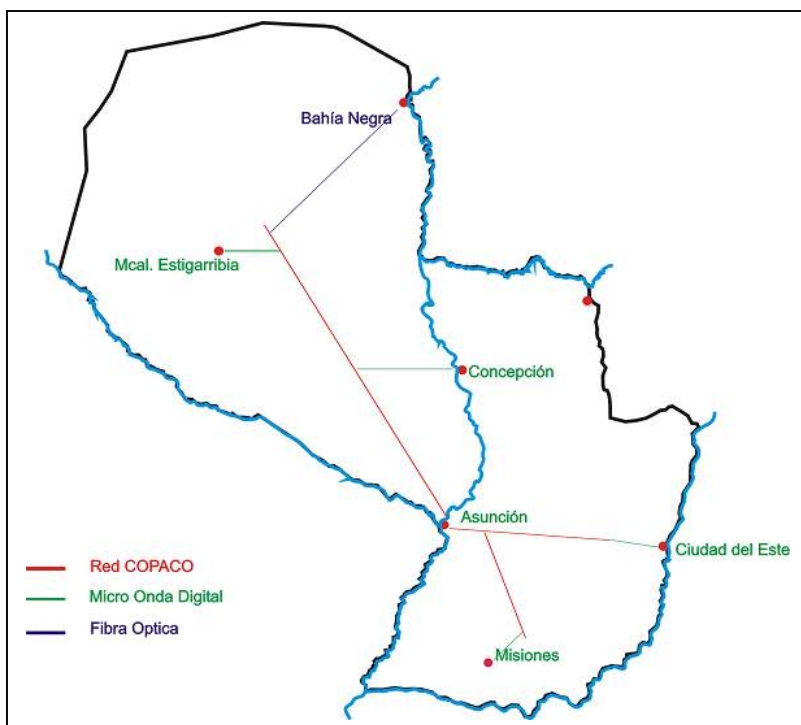 Bahía Negra
Mcal. Estigarribia
Concepción
Asunción
Ciudad del Este
Red COPACO
Micro Onda Digital
Fibra Optica
Misiones